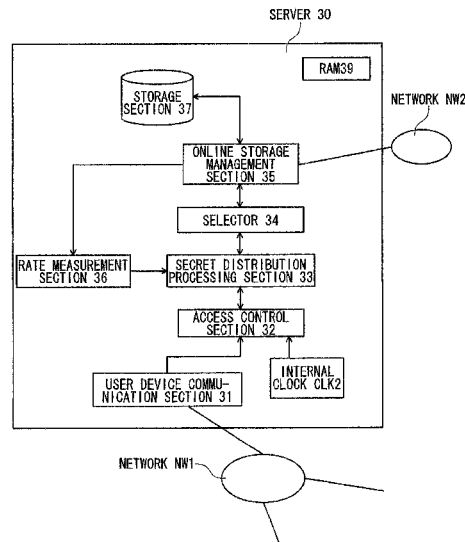 SERVER 30
RAM39
STORAGE
SECTION 37
NETWORK NW2
ONLINE STORAGE
MANAGEMENT
SECTION 35
SELECTOR 34
RATE MEASUREMENT
SECTION 36
SECRET DISTRIBUTION
PROCESSING SECTION 33
ACCESS CONTROL
SECTION 32
USER DEVICE COMMU-
NICATION SECTION 31
INTERNAL
CLOCK CLK2
NETWORK NW1